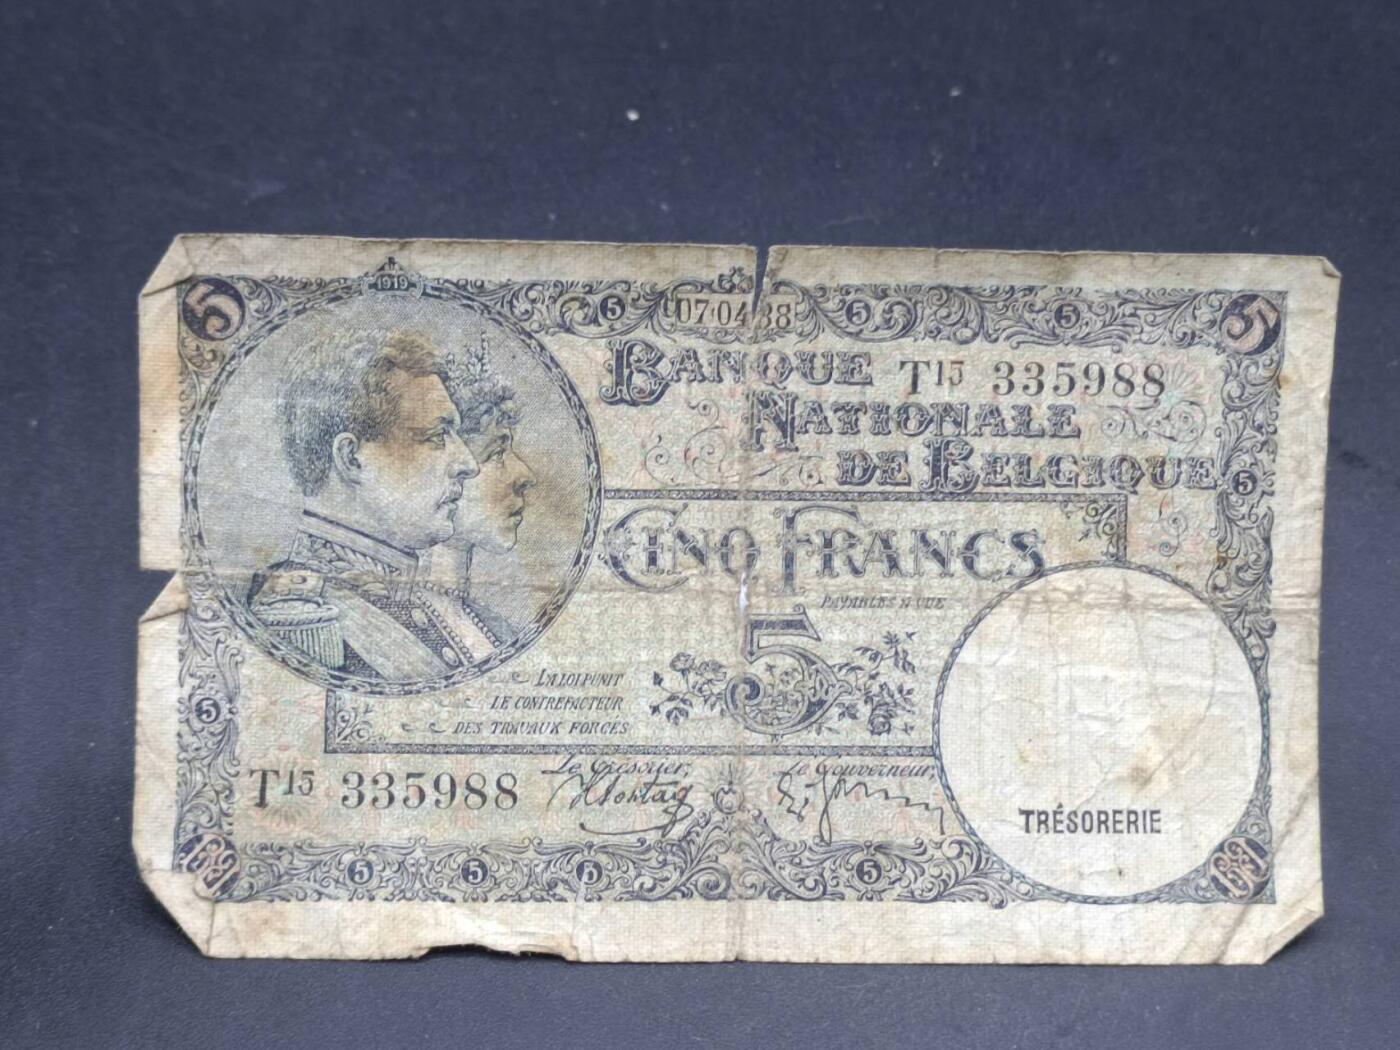 1919
5 5 07·04 38 5 5 5
BANQUE T15 335988
NATIONALE
DE BELGIQUE 5
CINQ FRANCS
PAYABLES A VUE
5
LA LOI PUNIT
LE CONTREFACTEUR
DES TRAVAUX FORCÉS
5
Le Trésorier, Le Gouverneur,
T15 335988
TRÉSORERIE
5 5 5 5